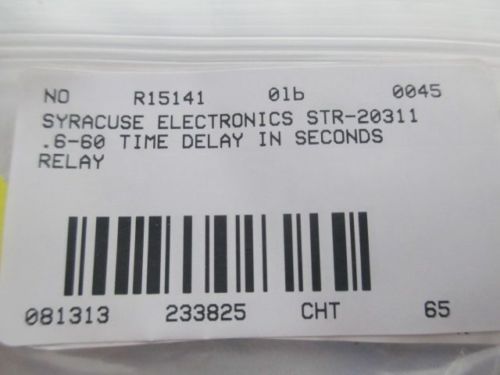 NO R15141 01b 0045
SYRACUSE ELECTRONICS STR-20311
.6-60 TIME DELAY IN SECONDS
RELAY
081313 233825 CHT 65